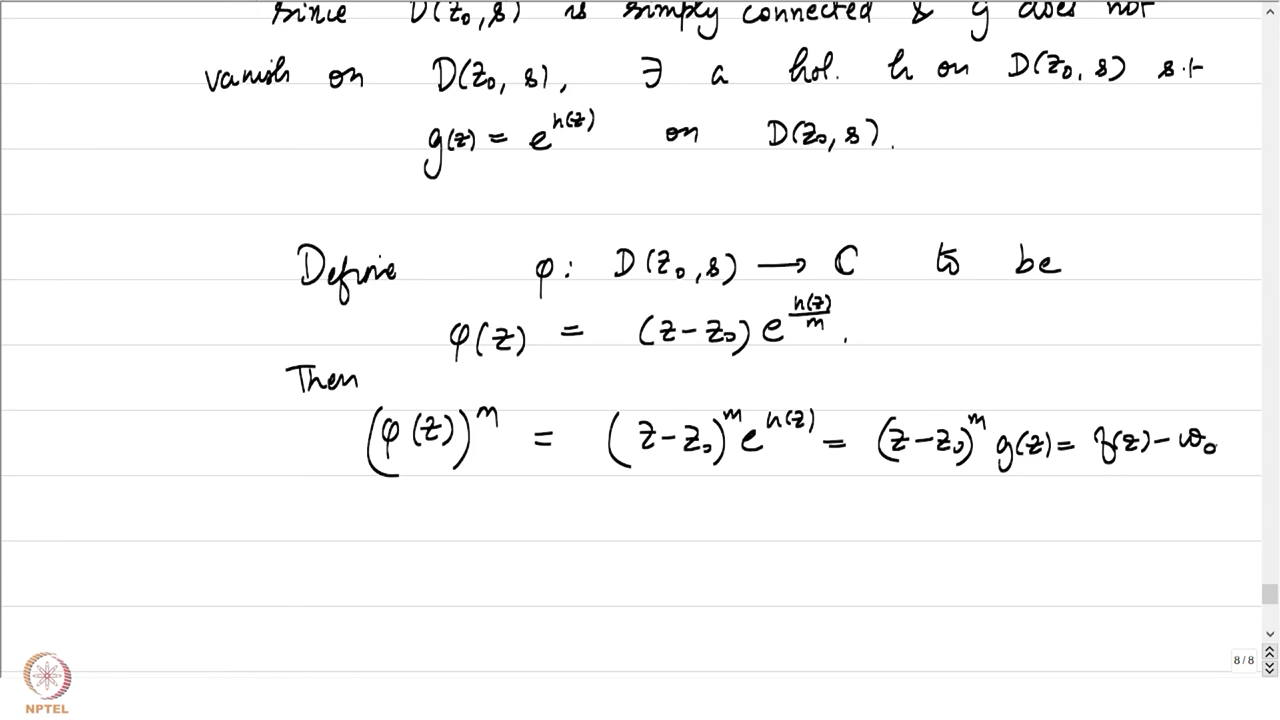 since D(z₀, s) is simply connected & g does not
vanish on D(z₀, s), ∃ a hol. h on D(z₀, s) s.t
g(z) = e^{h(z)} on D(z₀, s).
Define φ : D(z₀, s) ⟶ ℂ to be
φ(z) = (z - z₀) e^{h(z)/m}.
Then
(φ(z))^m = (z - z₀)^m e^{h(z)} = (z - z₀)^m g(z) = f(z) - w₀
8 / 8
NPTEL